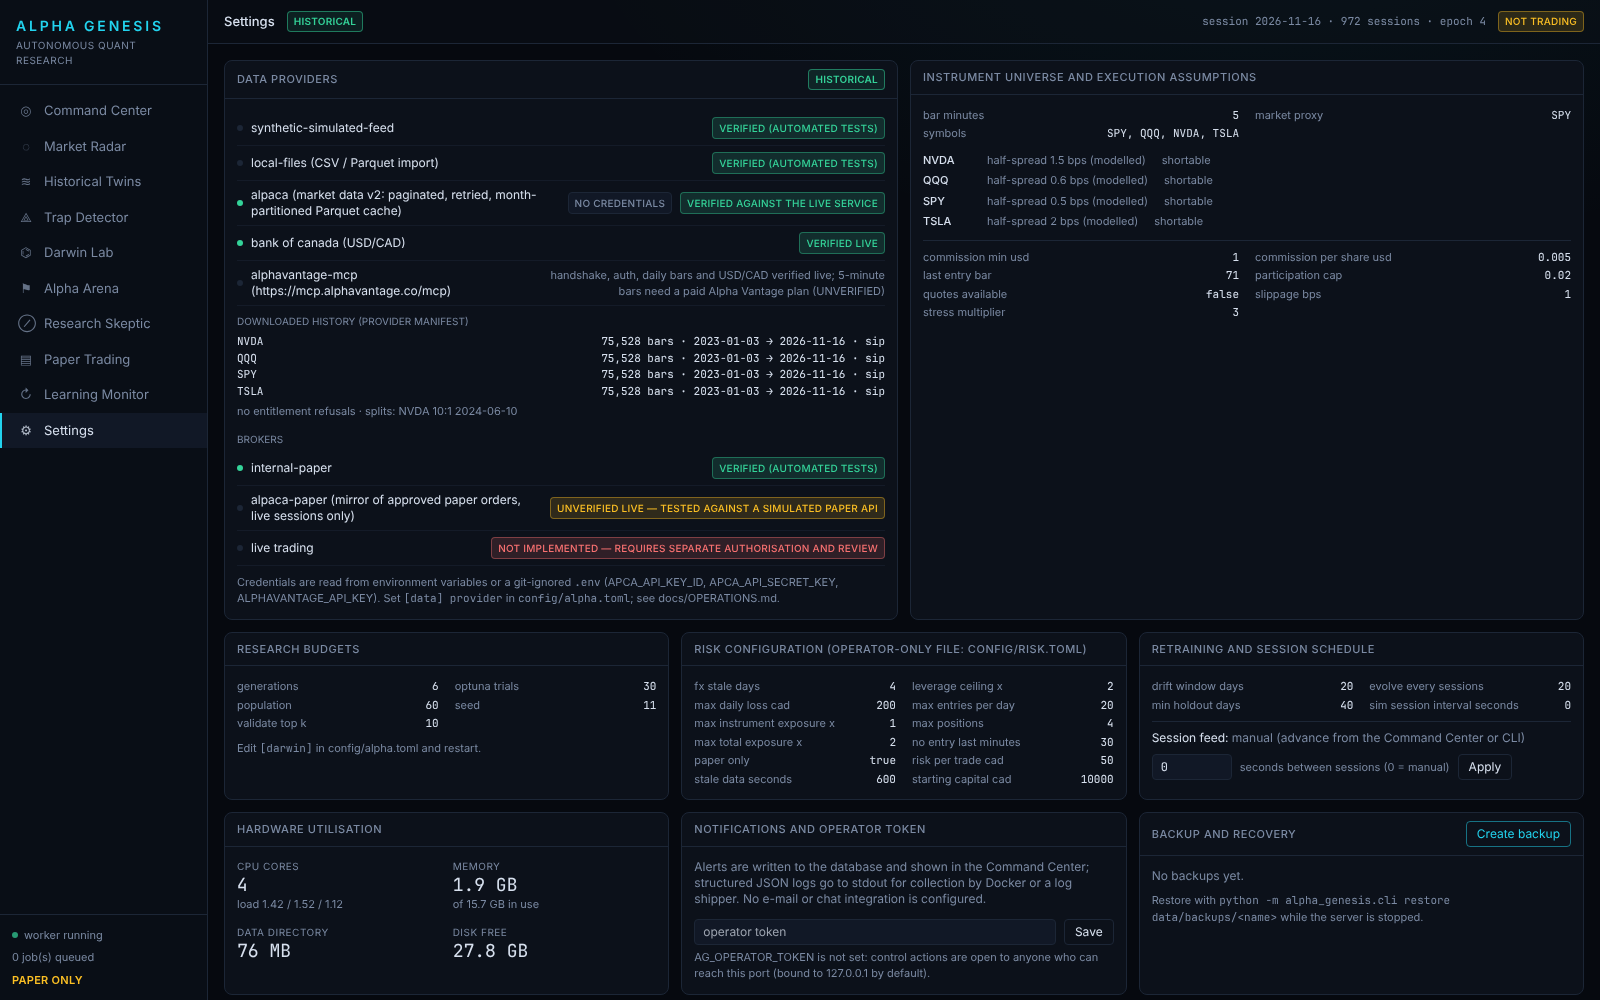 ALPHA GENESIS
AUTONOMOUS QUANT
RESEARCH
Command Center
Market Radar
Historical Twins
Trap Detector
Darwin Lab
Alpha Arena
Research Skeptic
Paper Trading
Learning Monitor
Settings
worker running
0 job(s) queued
PAPER ONLY
Settings HISTORICAL
session 2026-11-16 · 972 sessions · epoch 4 NOT TRADING
DATA PROVIDERS HISTORICAL
synthetic-simulated-feed VERIFIED (AUTOMATED TESTS)
local-files (CSV / Parquet import) VERIFIED (AUTOMATED TESTS)
alpaca (market data v2: paginated, retried, month-
partitioned Parquet cache) NO CREDENTIALS VERIFIED AGAINST THE LIVE SERVICE
bank of canada (USD/CAD) VERIFIED LIVE
alphavantage-mcp
(https://mcp.alphavantage.co/mcp)
handshake, auth, daily bars and USD/CAD verified live; 5-minute
bars need a paid Alpha Vantage plan (UNVERIFIED)
DOWNLOADED HISTORY (PROVIDER MANIFEST)
NVDA 75,528 bars · 2023-01-03 → 2026-11-16 · sip
QQQ 75,528 bars · 2023-01-03 → 2026-11-16 · sip
SPY 75,528 bars · 2023-01-03 → 2026-11-16 · sip
TSLA 75,528 bars · 2023-01-03 → 2026-11-16 · sip
no entitlement refusals · splits: NVDA 10:1 2024-06-10
BROKERS
internal-paper VERIFIED (AUTOMATED TESTS)
alpaca-paper (mirror of approved paper orders,
live sessions only) UNVERIFIED LIVE — TESTED AGAINST A SIMULATED PAPER API
live trading NOT IMPLEMENTED — REQUIRES SEPARATE AUTHORISATION AND REVIEW
Credentials are read from environment variables or a git-ignored .env (APCA_API_KEY_ID, APCA_API_SECRET_KEY,
ALPHAVANTAGE_API_KEY). Set [data] provider in config/alpha.toml; see docs/OPERATIONS.md.
INSTRUMENT UNIVERSE AND EXECUTION ASSUMPTIONS
bar minutes 5 market proxy SPY
symbols SPY, QQQ, NVDA, TSLA
NVDA half-spread 1.5 bps (modelled) shortable
QQQ half-spread 0.6 bps (modelled) shortable
SPY half-spread 0.5 bps (modelled) shortable
TSLA half-spread 2 bps (modelled) shortable
commission min usd 1 commission per share usd 0.005
last entry bar 71 participation cap 0.02
quotes available false slippage bps 1
stress multiplier 3
RESEARCH BUDGETS
generations 6 optuna trials 30
population 60 seed 11
validate top k 10
Edit [darwin] in config/alpha.toml and restart.
RISK CONFIGURATION (OPERATOR-ONLY FILE: CONFIG/RISK.TOML)
fx stale days 4 leverage ceiling x 2
max daily loss cad 200 max entries per day 20
max instrument exposure x 1 max positions 4
max total exposure x 2 no entry last minutes 30
paper only true risk per trade cad 50
stale data seconds 600 starting capital cad 10000
RETRAINING AND SESSION SCHEDULE
drift window days 20 evolve every sessions 20
min holdout days 40 sim session interval seconds 0
Session feed: manual (advance from the Command Center or CLI)
0 seconds between sessions (0 = manual) Apply
HARDWARE UTILISATION
CPU CORES MEMORY
4 1.9 GB
load 1.42 / 1.52 / 1.12 of 15.7 GB in use
DATA DIRECTORY DISK FREE
76 MB 27.8 GB
NOTIFICATIONS AND OPERATOR TOKEN
Alerts are written to the database and shown in the Command Center;
structured JSON logs go to stdout for collection by Docker or a log
shipper. No e-mail or chat integration is configured.
operator token Save
AG_OPERATOR_TOKEN is not set: control actions are open to anyone who can
reach this port (bound to 127.0.0.1 by default).
BACKUP AND RECOVERY Create backup
No backups yet.
Restore with python -m alpha_genesis.cli restore
data/backups/<name> while the server is stopped.